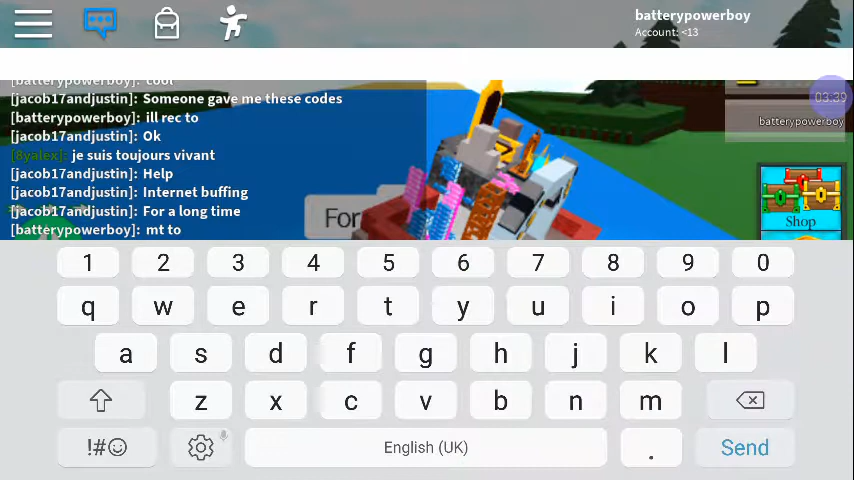 batterypowerboy
Account: <13
[batterypowerboy]: cool
[jacob17andjustin]: Someone gave me these codes
[batterypowerboy]: ill rec to
[jacob17andjustin]: Ok
[8yalex]: je suis toujours vivant
[jacob17andjustin]: Help
[jacob17andjustin]: Internet buffing
[jacob17andjustin]: For a long time
[batterypowerboy]: mt to
03:39
batterypowerboy
For
Shop
1 2 3 4 5 6 7 8 9 0
q w e r t y u i o p
a s d f g h j k l
z x c v b n m
!#☺ English (UK) . Send